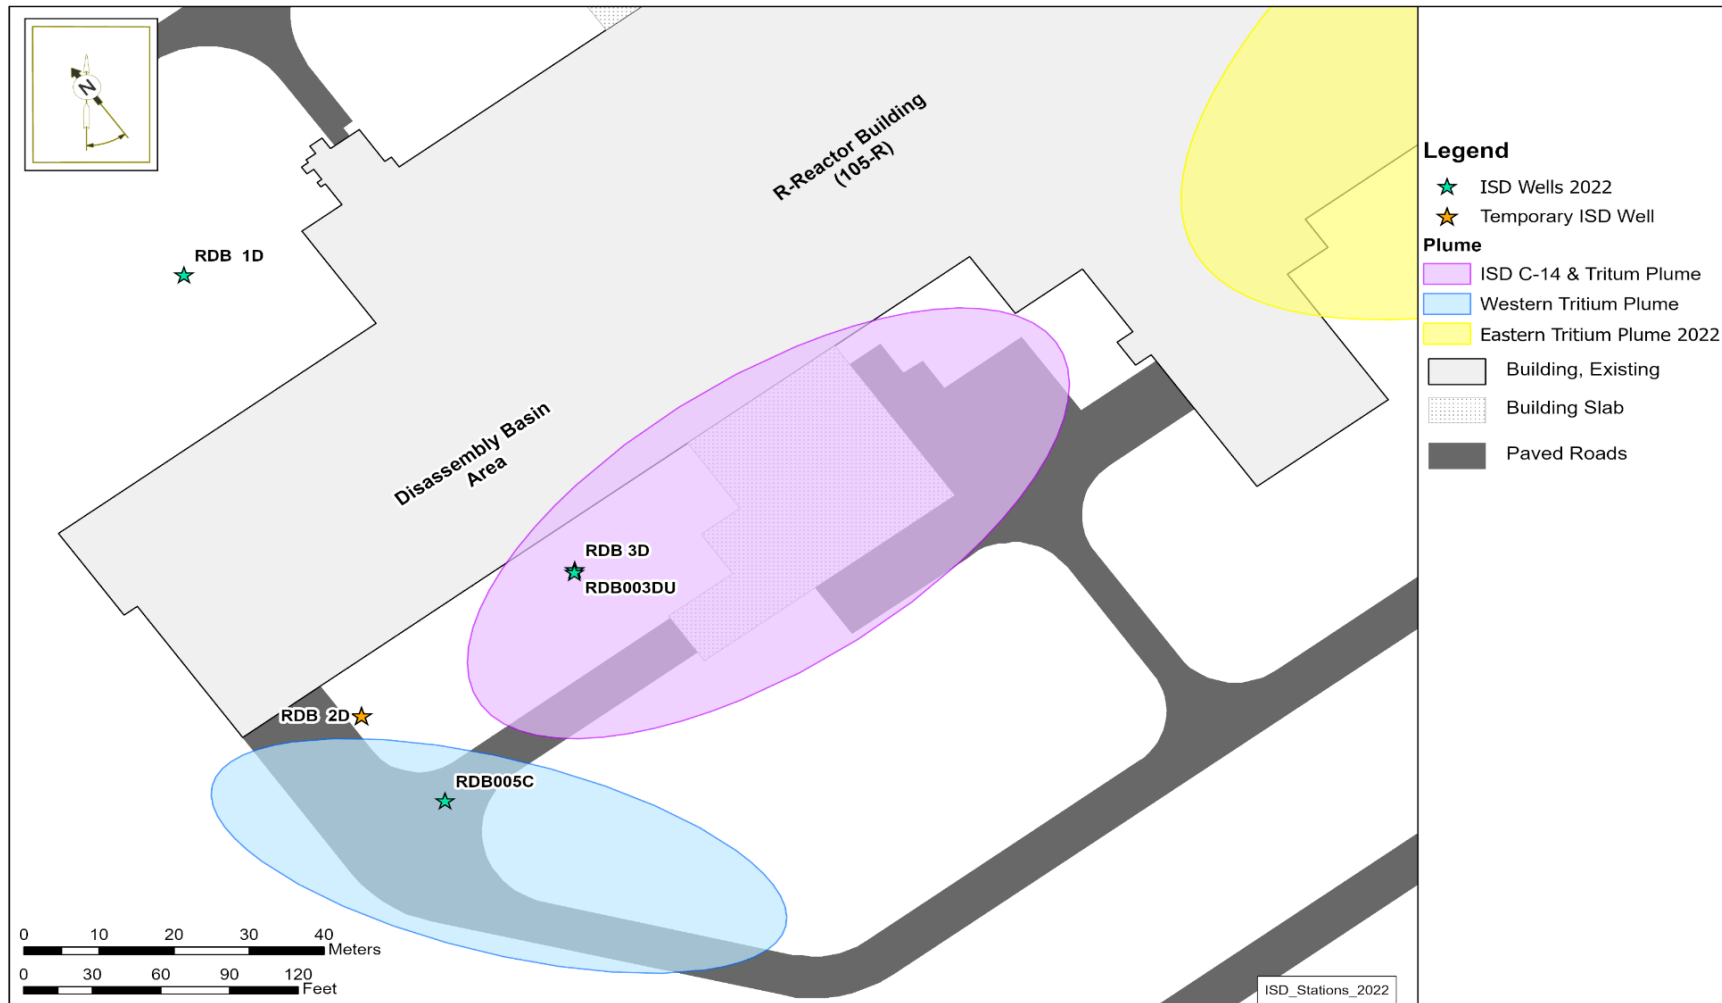 N
R-Reactor Building
(105-R)
RDB  1D
Disassembly Basin
Area
RDB 3D
RDB003DU
RDB  2D
RDB005C
0 10 20 30 40
Meters
0 30 60 90 120
Feet
ISD_Stations_2022
Legend
ISD Wells 2022
Temporary ISD Well
Plume
ISD C-14 & Tritum Plume
Western Tritium Plume
Eastern Tritium Plume 2022
Building, Existing
Building Slab
Paved Roads